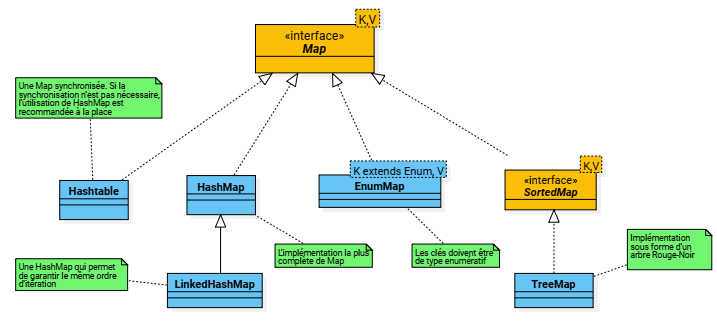 K,V
«interface»
Map
Une Map synchronisée. Si la
synchronisation n'est pas nécessaire,
l'utilisation de HashMap est
recommandée à la place
K extends Enum, V
K,V
Hashtable
HashMap
EnumMap
«interface»
SortedMap
L'implémentation la plus
complète de Map
Les clés doivent être
de type enumératif
Implémentation
sous forme d'un
arbre Rouge-Noir
Une HashMap qui permet
de garantir le même ordre
d'itération
LinkedHashMap
TreeMap